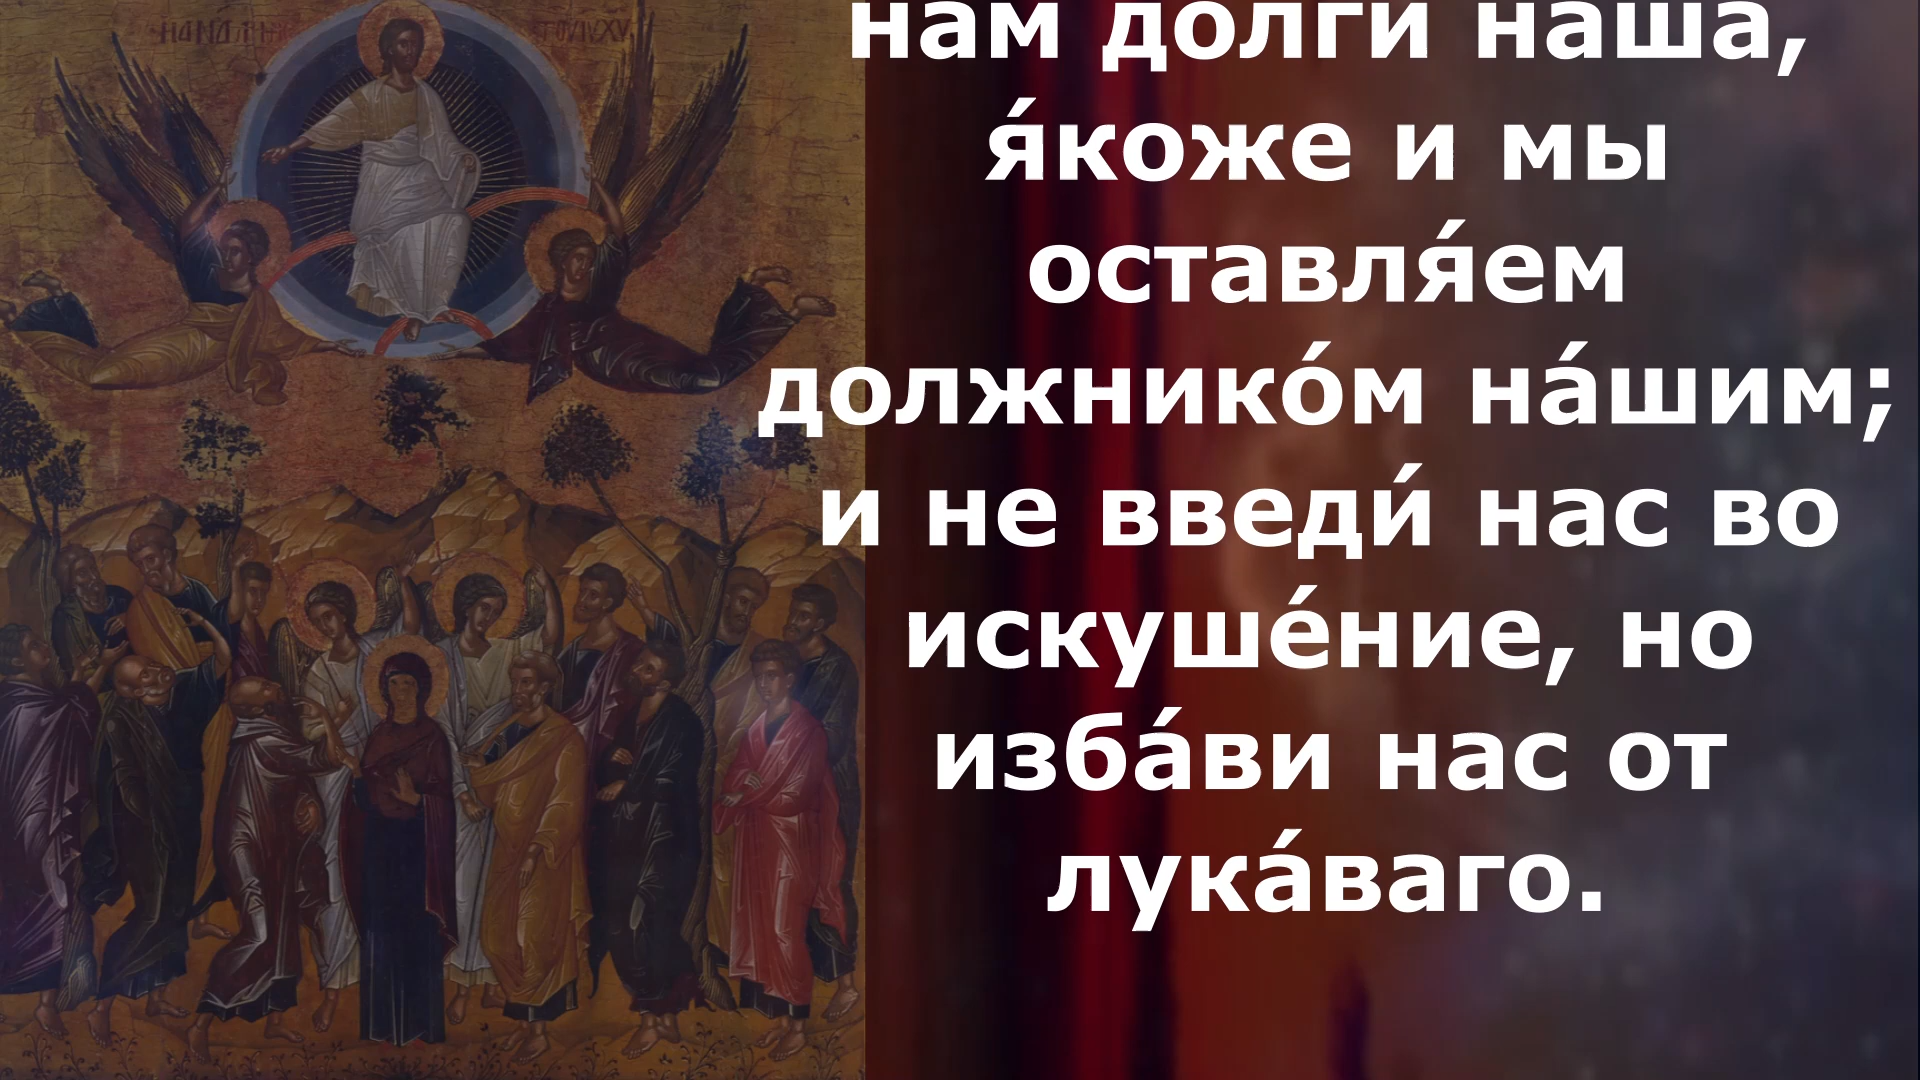 нам долги наша,
я́коже и мы
оставля́ем
должнико́м на́шим;
и не введи́ нас во
искуше́ние, но
изба́ви нас от
лука́ваго.